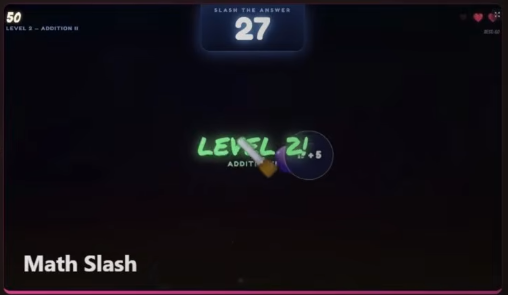 50
LEVEL 2 – ADDITION II
SLASH THE ANSWER
27
LEVEL 2!
+ 5
Math Slash